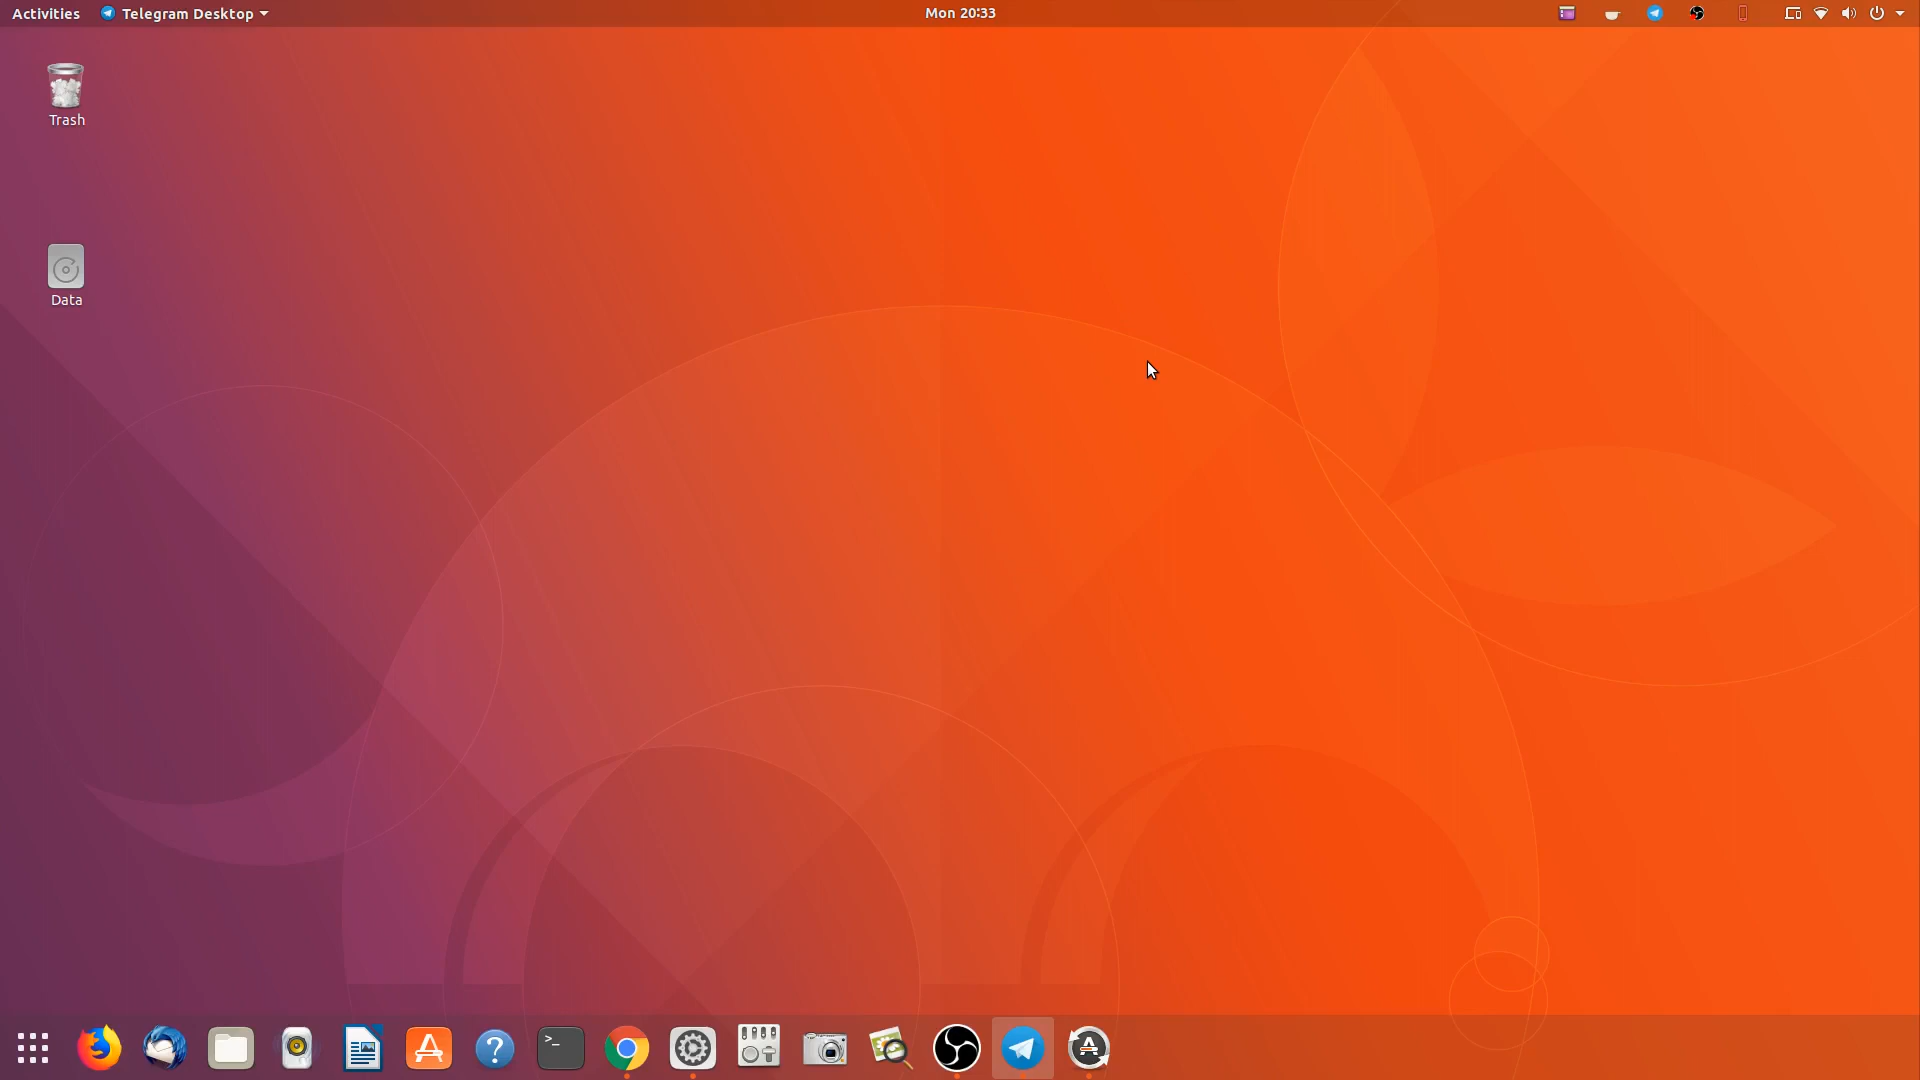 Activities
Telegram Desktop
Mon 20:33
Trash
Data
>_
?